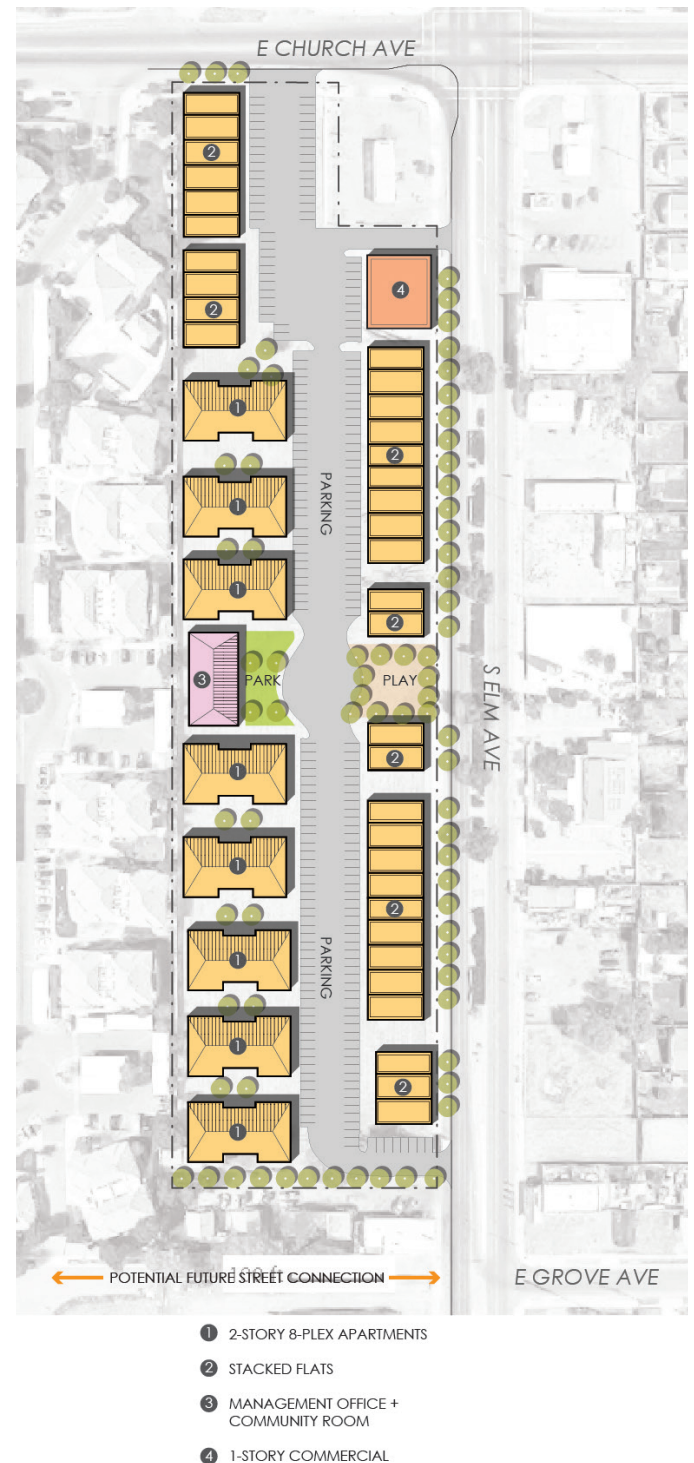 E CHURCH AVE
2
2
4
1
2
1
PARKING
1
2
3
PARK
PLAY
S ELM AVE
1
2
1
2
1
PARKING
1
2
1
POTENTIAL FUTURE STREET CONNECTION
E GROVE AVE
1 2-STORY 8-PLEX APARTMENTS
2 STACKED FLATS
3 MANAGEMENT OFFICE +
COMMUNITY ROOM
4 1-STORY COMMERCIAL